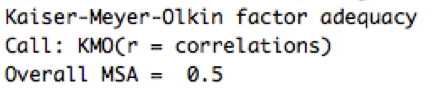 Kaiser-Meyer-Olkin factor adequacy
Call: KMO(r = correlations)
Overall MSA =  0.5